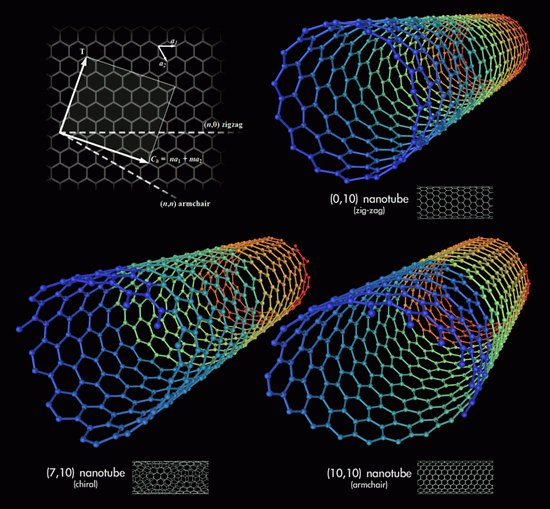 a₁
T
a₂
(n,0) zigzag
Cₕ = na₁ + ma₂
(n,n) armchair
(0,10) nanotube
(zig-zag)
(7,10) nanotube
(chiral)
(10,10) nanotube
(armchair)